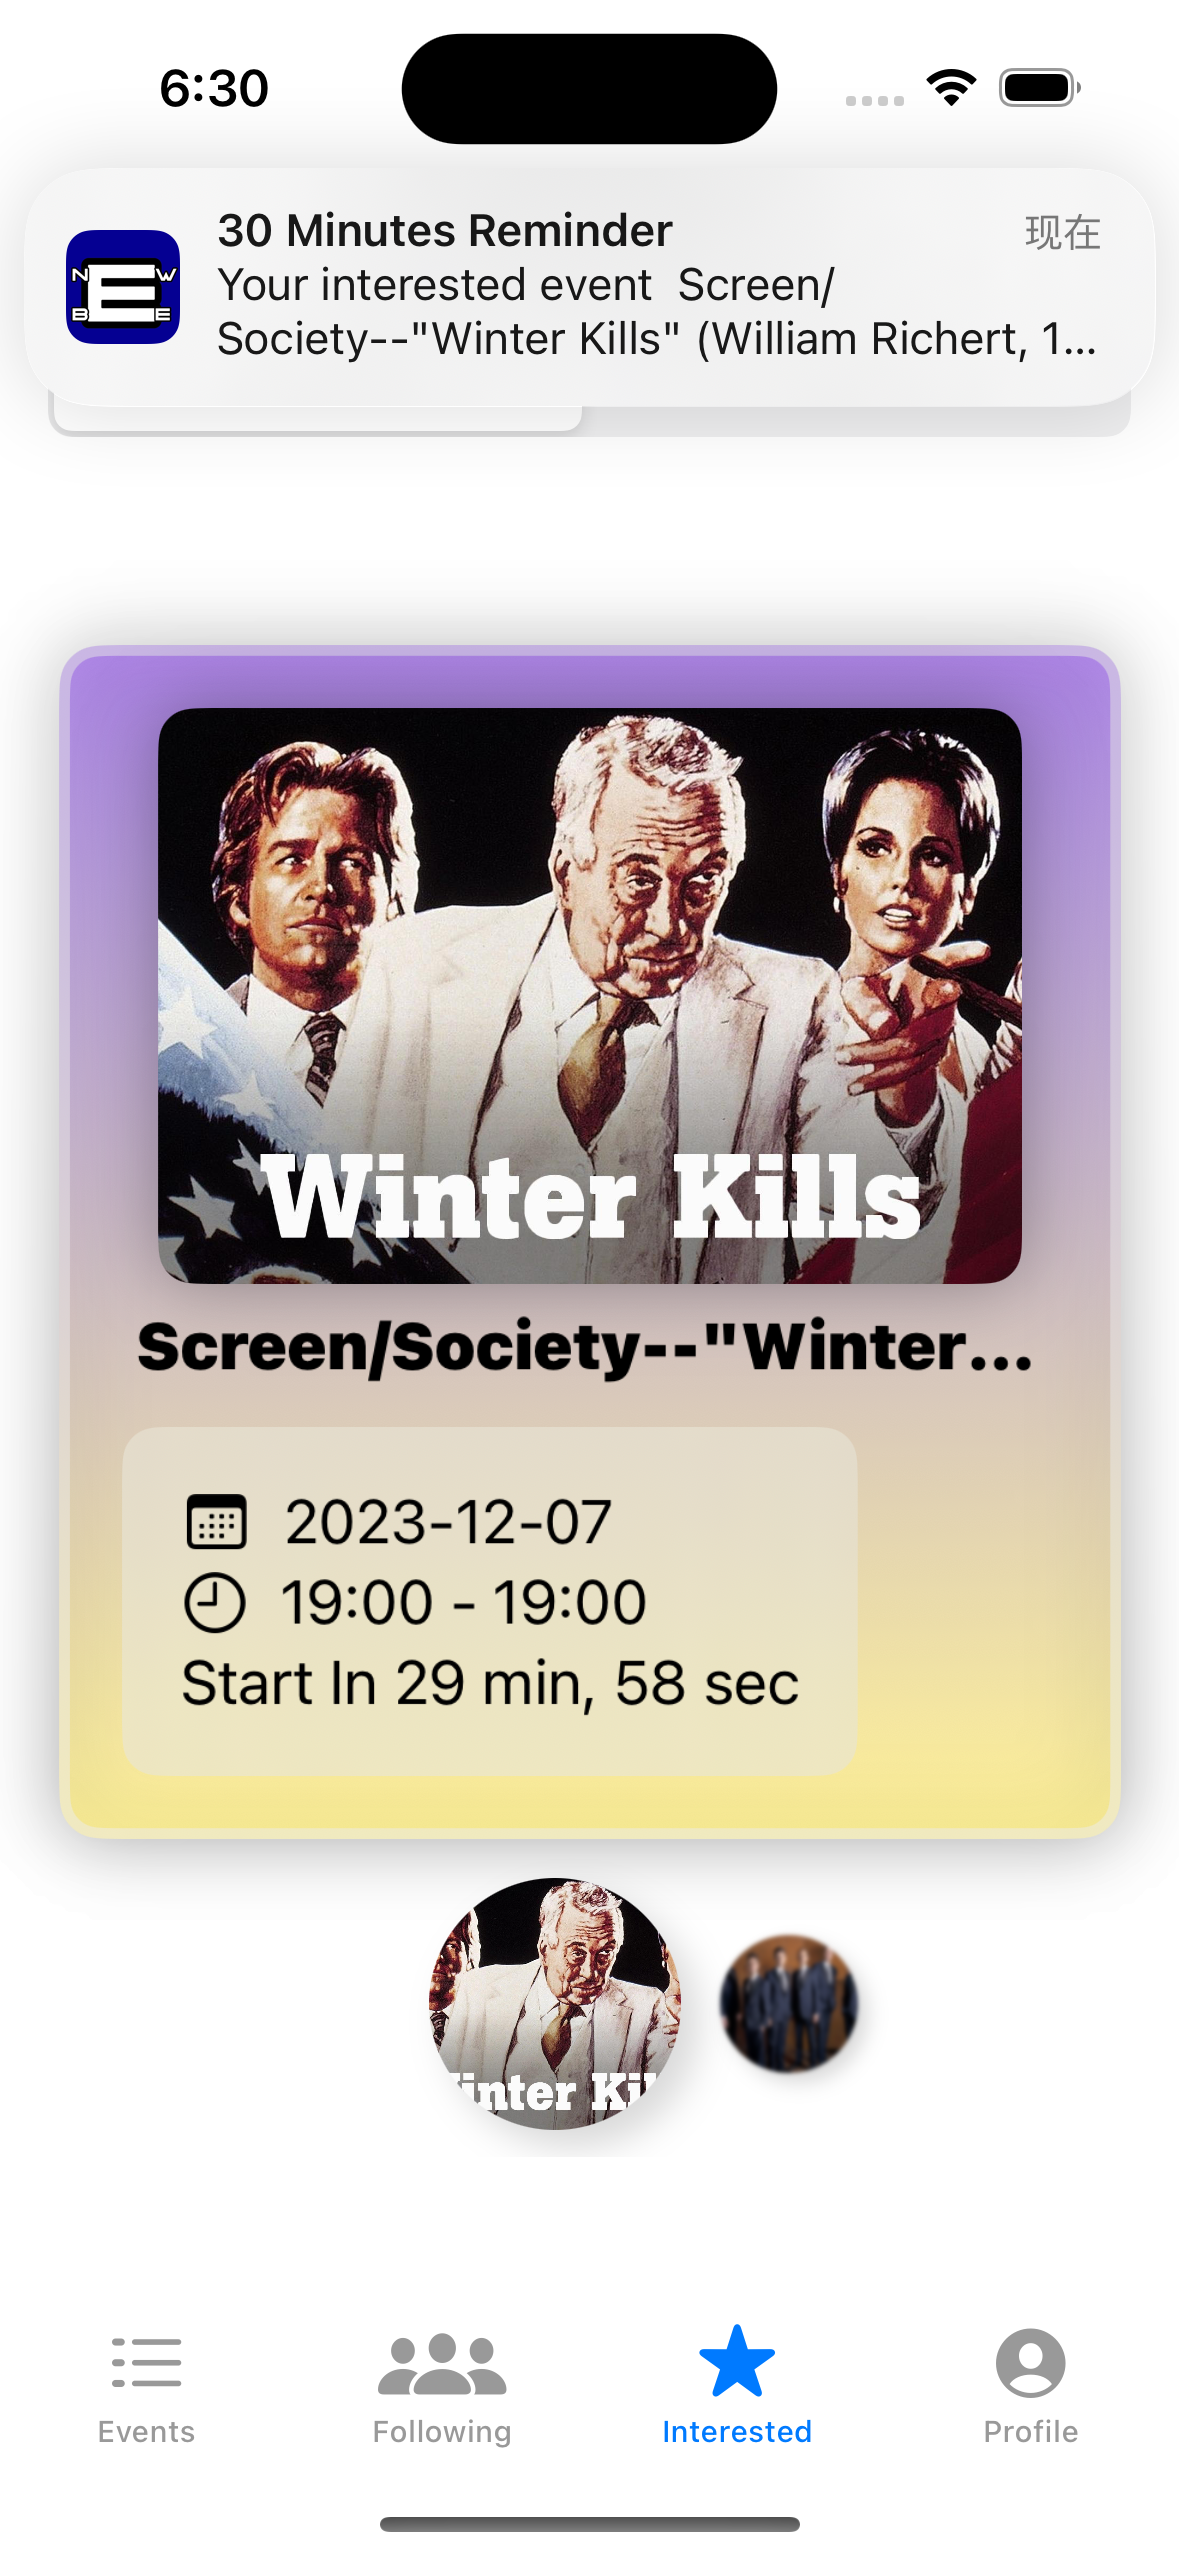 6:30
30 Minutes Reminder
现在
Your interested event  Screen/
Society--"Winter Kills" (William Richert, 1...
N W
E
B E
Winter Kills
Screen/Society--"Winter...
2023-12-07
19:00 - 19:00
Start In 29 min, 58 sec
inter Kil
Events
Following
Interested
Profile